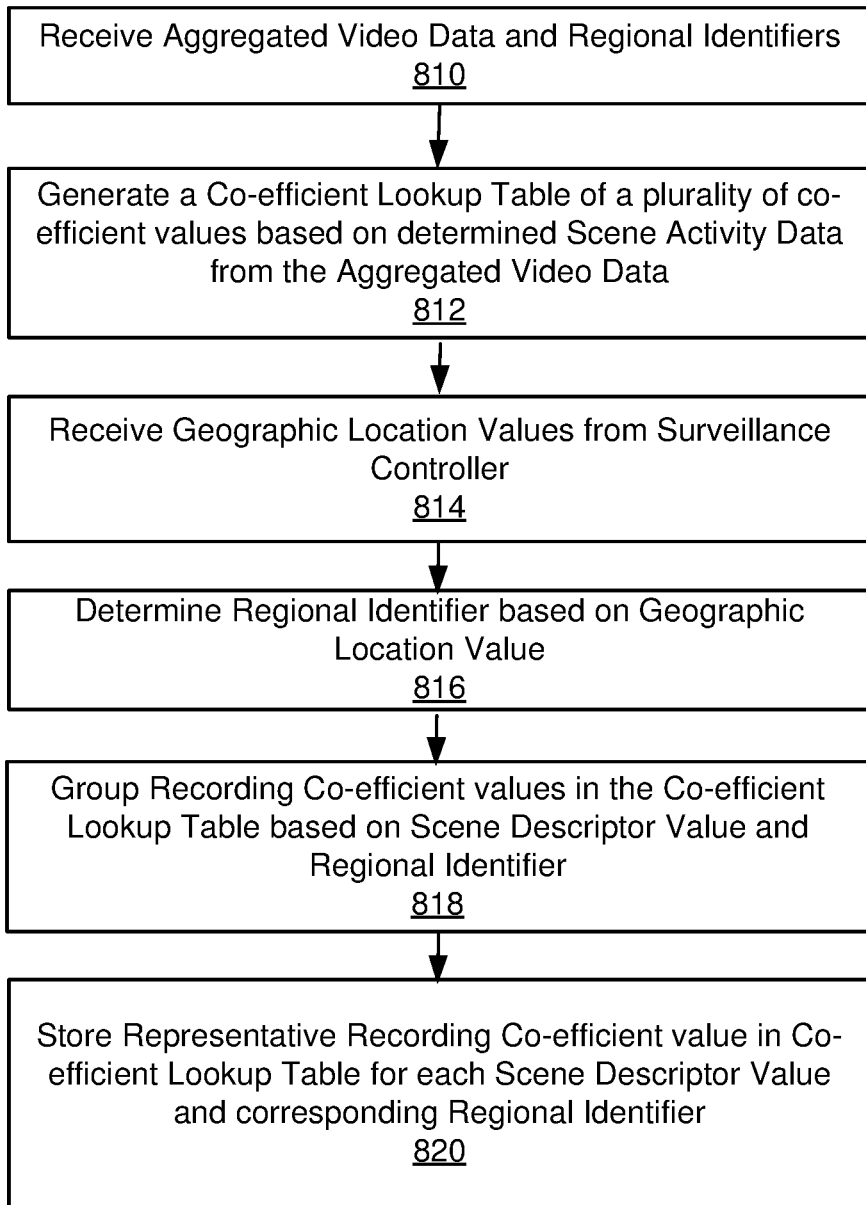 Receive Aggregated Video Data and Regional Identifiers
810
Generate a Co-efficient Lookup Table of a plurality of co-
efficient values based on determined Scene Activity Data
from the Aggregated Video Data
812
Receive Geographic Location Values from Surveillance
Controller
814
Determine Regional Identifier based on Geographic
Location Value
816
Group Recording Co-efficient values in the Co-efficient
Lookup Table based on Scene Descriptor Value and
Regional Identifier
818
Store Representative Recording Co-efficient value in Co-
efficient Lookup Table for each Scene Descriptor Value
and corresponding Regional Identifier
820